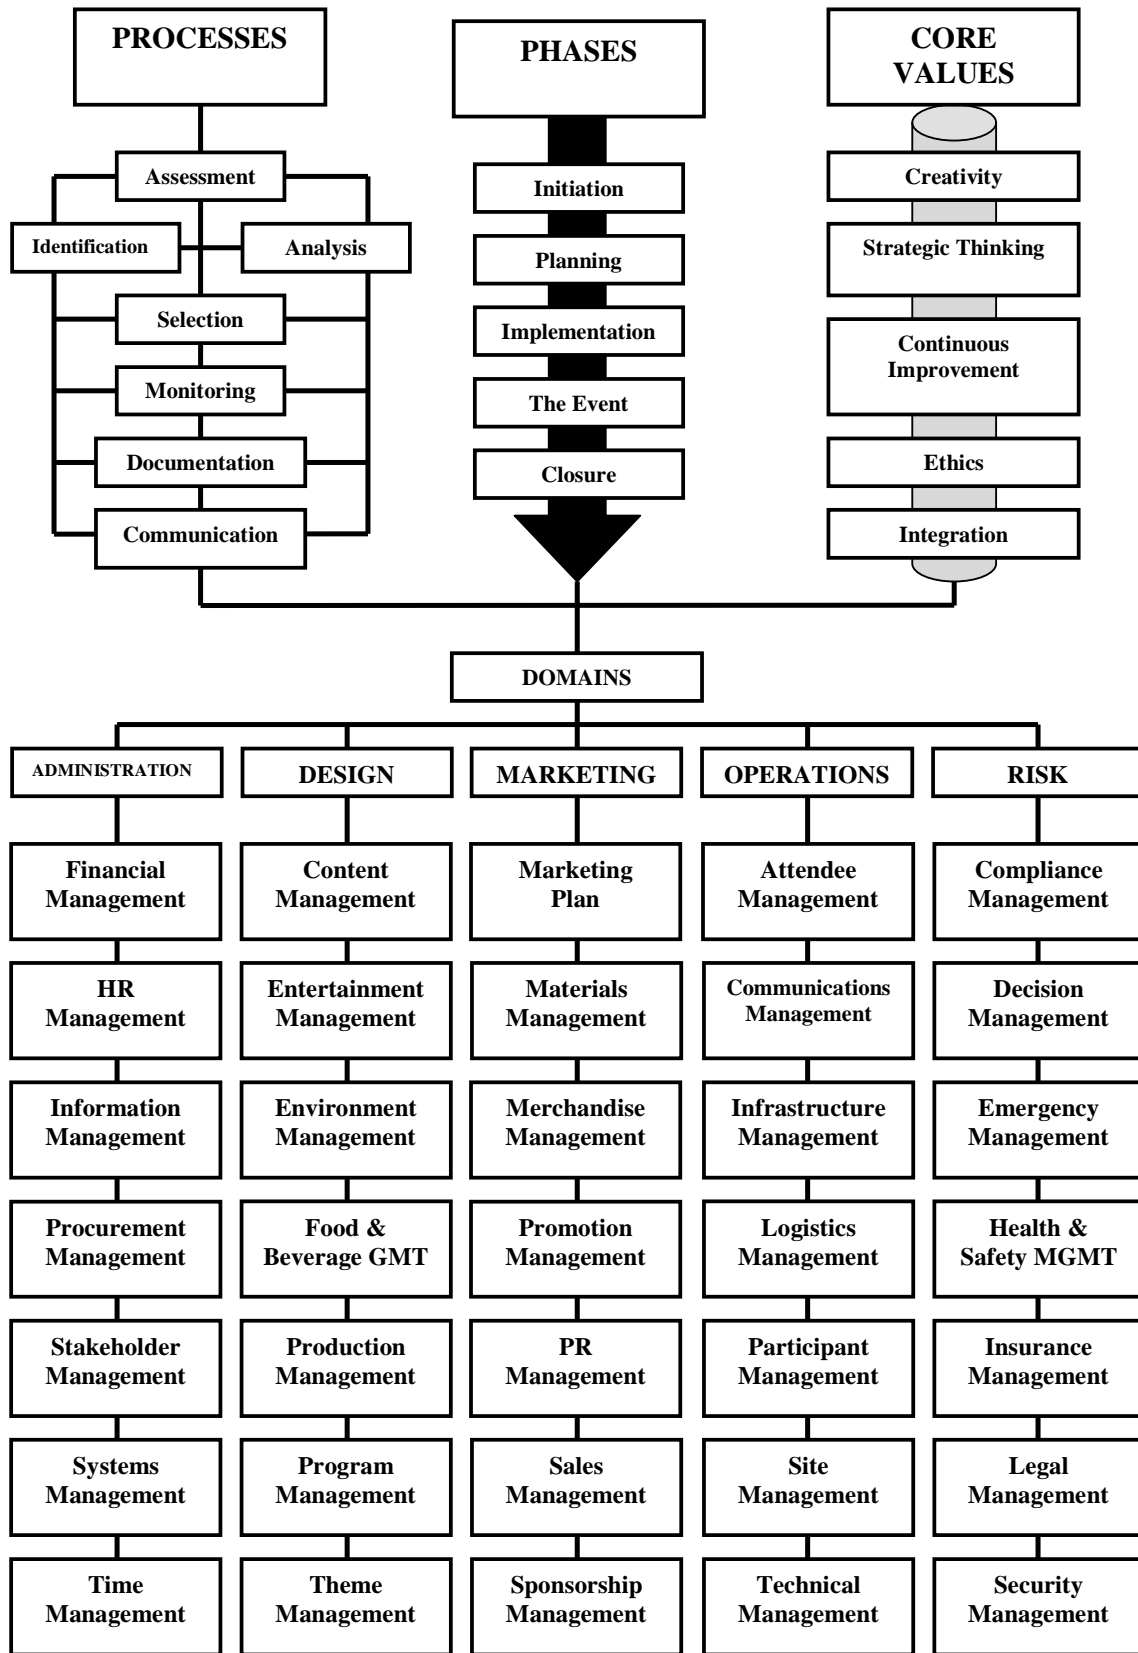 PROCESSES
PHASES
CORE
VALUES
Assessment
Identification
Analysis
Selection
Monitoring
Documentation
Communication
Initiation
Planning
Implementation
The Event
Closure
Creativity
Strategic Thinking
Continuous
Improvement
Ethics
Integration
DOMAINS
ADMINISTRATION
DESIGN
MARKETING
OPERATIONS
RISK
Financial
Management
Content
Management
Marketing
Plan
Attendee
Management
Compliance
Management
HR
Management
Entertainment
Management
Materials
Management
Communications
Management
Decision
Management
Information
Management
Environment
Management
Merchandise
Management
Infrastructure
Management
Emergency
Management
Procurement
Management
Food &
Beverage GMT
Promotion
Management
Logistics
Management
Health &
Safety MGMT
Stakeholder
Management
Production
Management
PR
Management
Participant
Management
Insurance
Management
Systems
Management
Program
Management
Sales
Management
Site
Management
Legal
Management
Time
Management
Theme
Management
Sponsorship
Management
Technical
Management
Security
Management